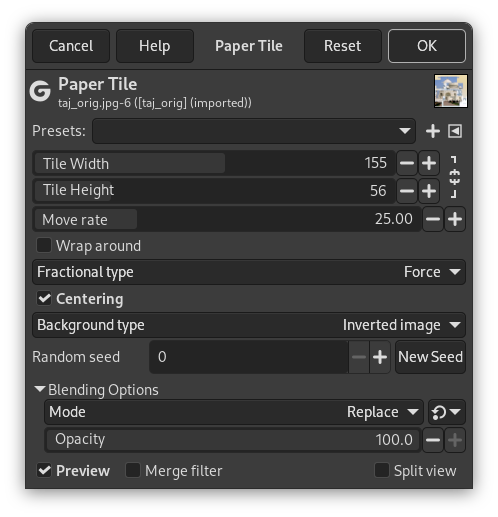 Cancel Help Paper Tile Reset OK
Paper Tile
taj_orig.jpg-6 ([taj_orig] (imported))
Presets:
Tile Width 155
Tile Height 56
Move rate 25.00
Wrap around
Fractional type Force
Centering
Background type Inverted image
Random seed 0 New Seed
Blending Options
Mode Replace
Opacity 100.0
Preview Merge filter Split view